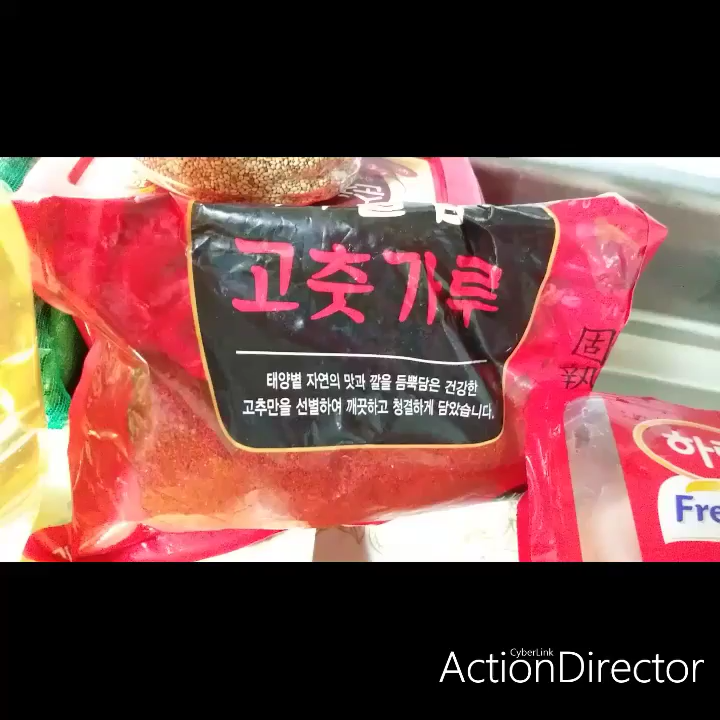 고춧가루
태양별 자연의 맛과 깔을 듬뿍담은 건강한
고추만을 선별하여 깨끗하고 청결하게 담았습니다.
Fre
CyberLink
ActionDirector